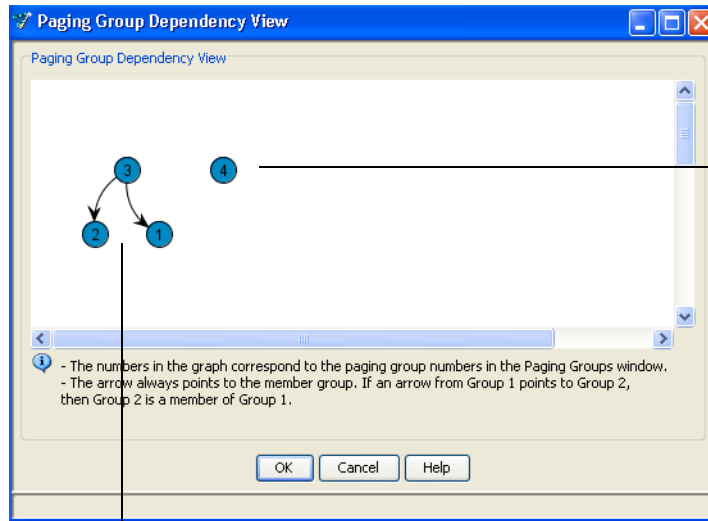 Paging Group Dependency View
Paging Group Dependency View
3
4
2
1
- The numbers in the graph correspond to the paging group numbers in the Paging Groups window.
- The arrow always points to the member group. If an arrow from Group 1 points to Group 2,
then Group 2 is a member of Group 1.
OK
Cancel
Help